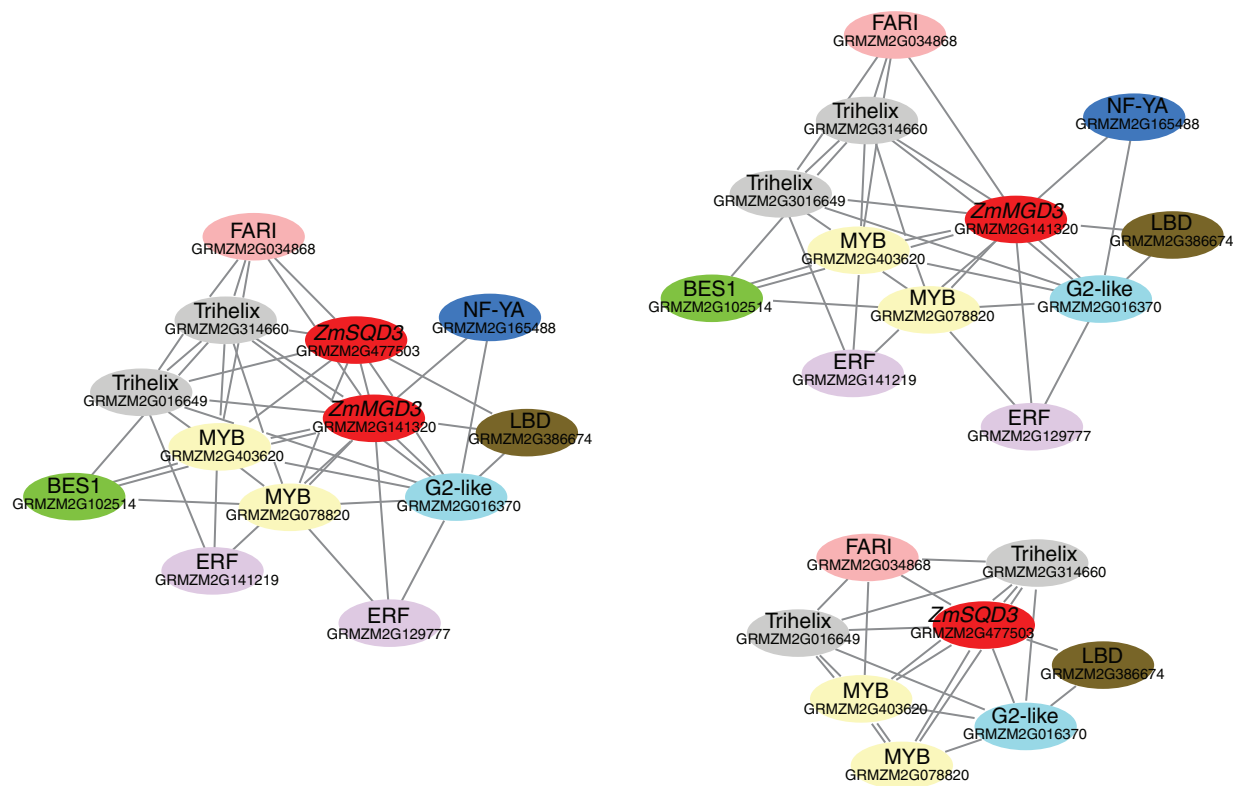 FARI
GRMZM2G034868
Trihelix
GRMZM2G314660
NF-YA
GRMZM2G165488
ZmSQD3
GRMZM2G477503
Trihelix
GRMZM2G016649
ZmMGD3
GRMZM2G141320
LBD
GRMZM2G386674
MYB
GRMZM2G403620
BES1
GRMZM2G102514
MYB
GRMZM2G078820
G2-like
GRMZM2G016370
ERF
GRMZM2G141219
ERF
GRMZM2G129777
FARI
GRMZM2G034868
Trihelix
GRMZM2G314660
NF-YA
GRMZM2G165488
Trihelix
GRMZM2G3016649
ZmMGD3
GRMZM2G141320
LBD
GRMZM2G386674
MYB
GRMZM2G403620
BES1
GRMZM2G102514
MYB
GRMZM2G078820
G2-like
GRMZM2G016370
ERF
GRMZM2G141219
ERF
GRMZM2G129777
FARI
GRMZM2G034868
Trihelix
GRMZM2G314660
Trihelix
GRMZM2G016649
ZmSQD3
GRMZM2G477503
LBD
GRMZM2G386674
MYB
GRMZM2G403620
G2-like
GRMZM2G016370
MYB
GRMZM2G078820